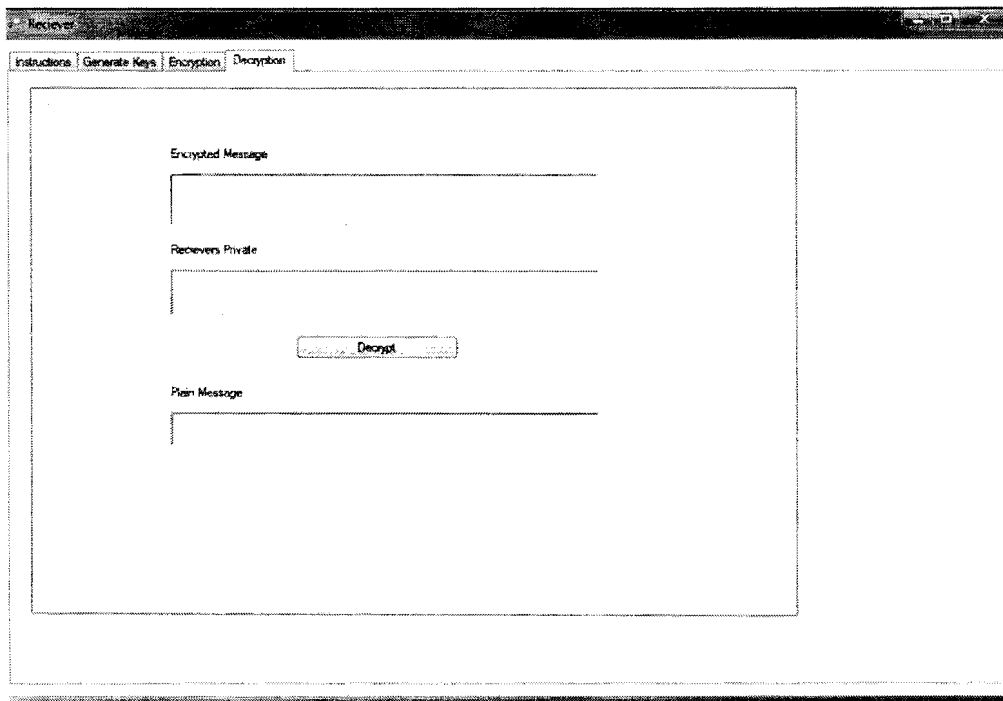 Reciever
Instructions Generate Keys Encryption Decryption
Encrypted Message
Recievers Private
Decrypt
Plain Message